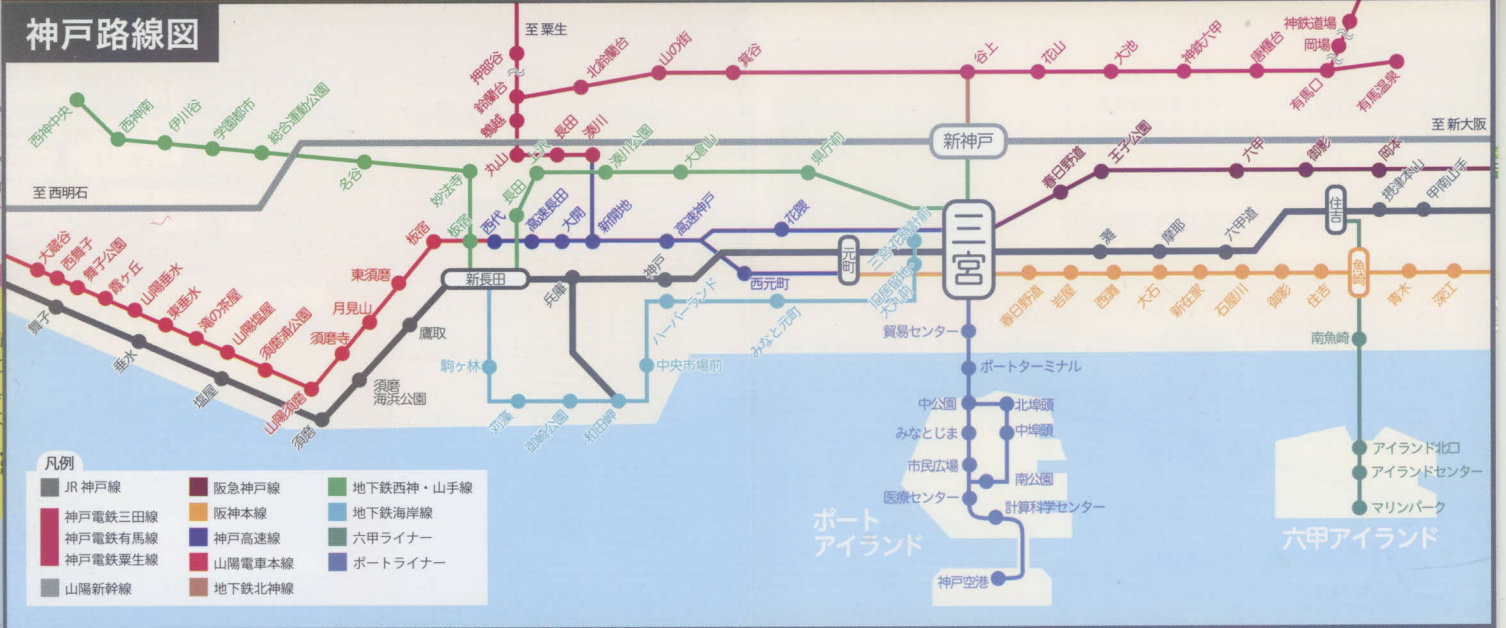 神戸路線図
至 粟生
押部谷
鈴蘭台
鵯越
丸山
長田
湊川
北鈴蘭台
山の街
箕谷
谷上
花山
大池
神鉄六甲
唐櫃台
有馬口
岡場
神鉄道場
有馬温泉
西神中央
西神南
伊川谷
学園都市
総合運動公園
名谷
妙法寺
板宿
長田
上沢
湊川公園
大倉山
県庁前
新神戸
至 新大阪
至 西明石
三宮
春日野道
王子公園
六甲
御影
岡本
大蔵谷
西舞子
舞子公園
霞ヶ丘
山陽垂水
東垂水
滝の茶屋
山陽塩屋
須磨浦公園
山陽須磨
須磨寺
月見山
東須磨
板宿
西代
高速長田
大開
新開地
高速神戸
花隈
西元町
元町
舞子
垂水
塩屋
須磨
須磨
海浜公園
鷹取
新長田
兵庫
神戸
灘
摩耶
六甲道
住吉
摂津本山
甲南山手
駒ヶ林
苅藻
御崎公園
和田岬
中央市場前
ハーバーランド
みなと元町
旧居留地
大丸前
三宮・花時計前
春日野道
岩屋
西灘
大石
新在家
石屋川
御影
住吉
魚崎
青木
深江
貿易センター
ポートターミナル
中公園
北埠頭
みなとじま
中埠頭
市民広場
南公園
医療センター
計算科学センター
神戸空港
ポート
アイランド
南魚崎
アイランド北口
アイランドセンター
マリンパーク
六甲アイランド
凡例
JR 神戸線
神戸電鉄三田線
神戸電鉄有馬線
神戸電鉄粟生線
山陽新幹線
阪急神戸線
阪神本線
神戸高速線
山陽電車本線
地下鉄北神線
地下鉄西神・山手線
地下鉄海岸線
六甲ライナー
ポートライナー